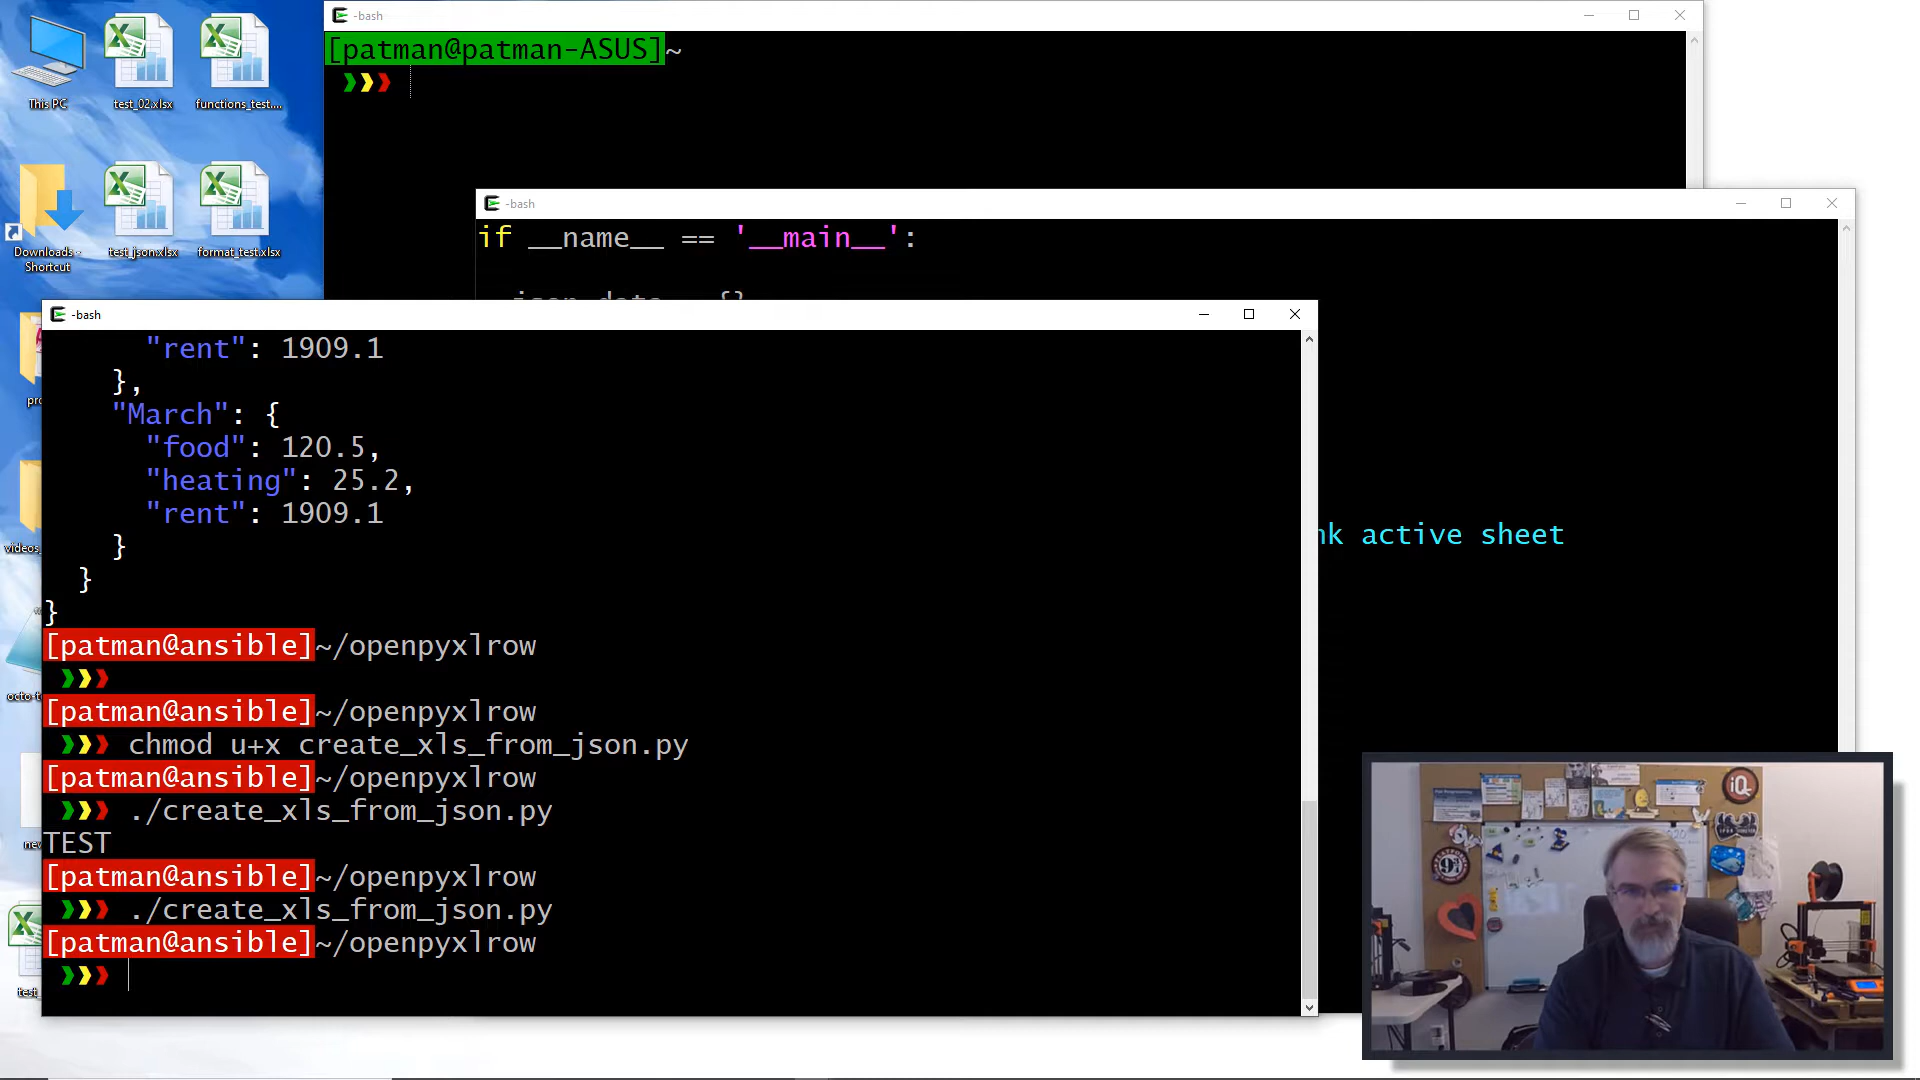 -bash
[patman@patman-ASUS]~
❯❯❯
This PC
test_02.xlsx
functions_test....
Downloads -
Shortcut
test_json.xlsx
format_test.xlsx
-bash
if __name__ == '__main__':
-bash
"rent": 1909.1
},
"March": {
"food": 120.5,
"heating": 25.2,
"rent": 1909.1
}
}
}
[patman@ansible]~/openpyxlrow
❯❯❯
[patman@ansible]~/openpyxlrow
❯❯❯ chmod u+x create_xls_from_json.py
[patman@ansible]~/openpyxlrow
❯❯❯ ./create_xls_from_json.py
TEST
[patman@ansible]~/openpyxlrow
❯❯❯ ./create_xls_from_json.py
[patman@ansible]~/openpyxlrow
❯❯❯
active sheet
iQ